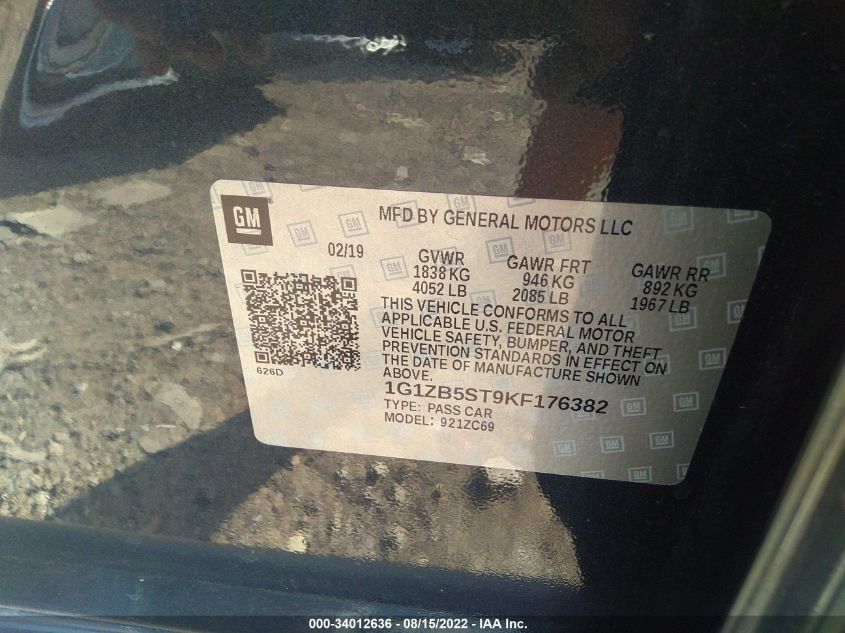 GM
MFD BY GENERAL MOTORS LLC
02/19
GVWR
1838 KG
4052 LB
GAWR FRT
946 KG
2085 LB
GAWR RR
892 KG
1967 LB
THIS VEHICLE CONFORMS TO ALL
APPLICABLE U.S. FEDERAL MOTOR
VEHICLE SAFETY, BUMPER, AND THEFT
PREVENTION STANDARDS IN EFFECT ON
THE DATE OF MANUFACTURE SHOWN
ABOVE.
626D
1G1ZB5ST9KF176382
TYPE: PASS CAR
MODEL: 921ZC69
000-34012636 - 08/15/2022 - IAA Inc.